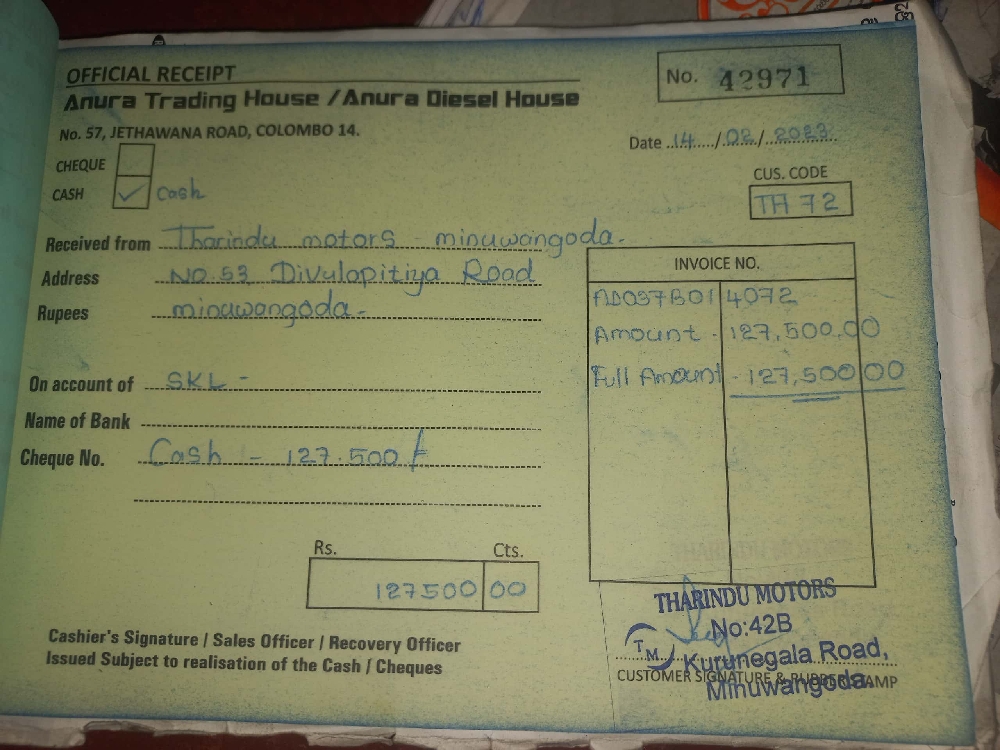 OFFICIAL RECEIPT
No. 42971
Anura Trading House / Anura Diesel House
No. 57, JETHAWANA ROAD, COLOMBO 14.
Date 14/02/2023
CHEQUE
CASH ✓ Cash
CUS. CODE
TH 72
Received from Tharindu motors - minuwangoda.
Address No. 53 Divulapitiya Road
Rupees minuwangoda-
INVOICE NO.
AD037B01 4072
Amount - 127,500.00
Full Amount - 127,500 00
On account of SKL -
Name of Bank
Cheque No. Cash - 127.500/-
Rs. Cts.
127500 00
Cashier's Signature / Sales Officer / Recovery Officer
Issued Subject to realisation of the Cash / Cheques
THARINDU MOTORS
No:42B
TM
Kurunegala Road,
Minuwangoda.
CUSTOMER SIGNATURE & RUBBER STAMP